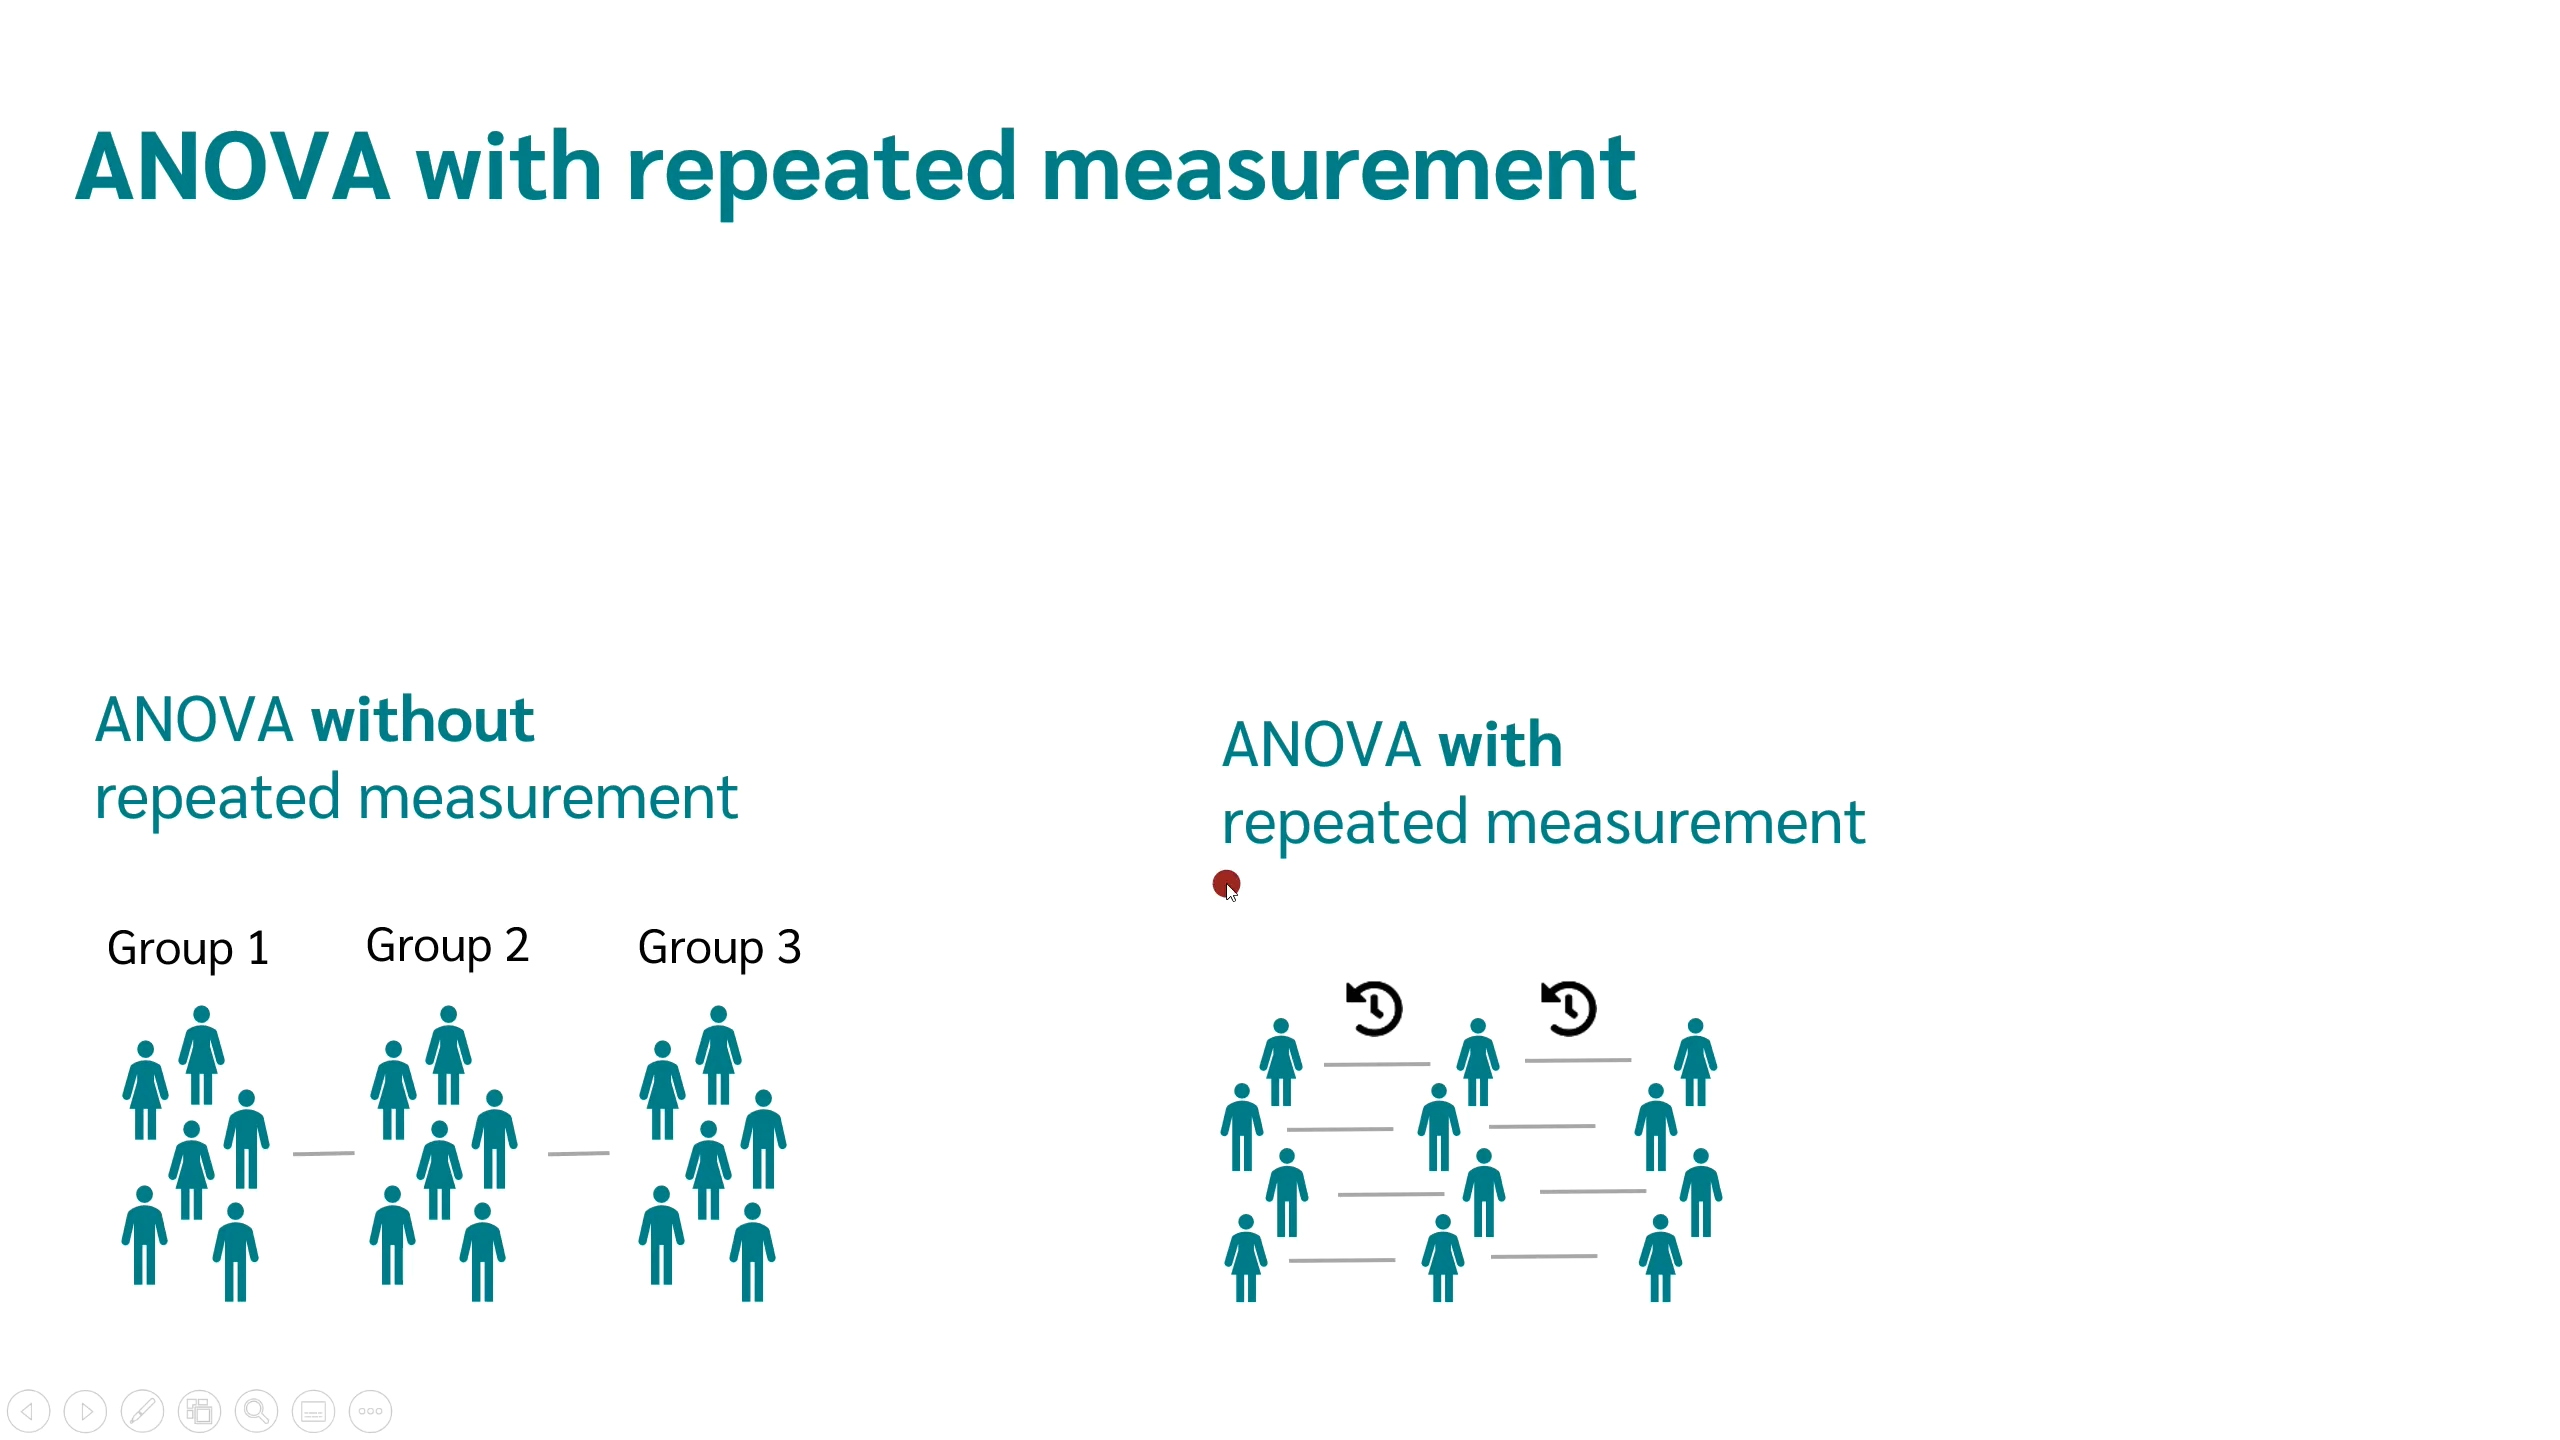 ANOVA with repeated measurement
ANOVA without
repeated measurement
Group 1
Group 2
Group 3
ANOVA with
repeated measurement